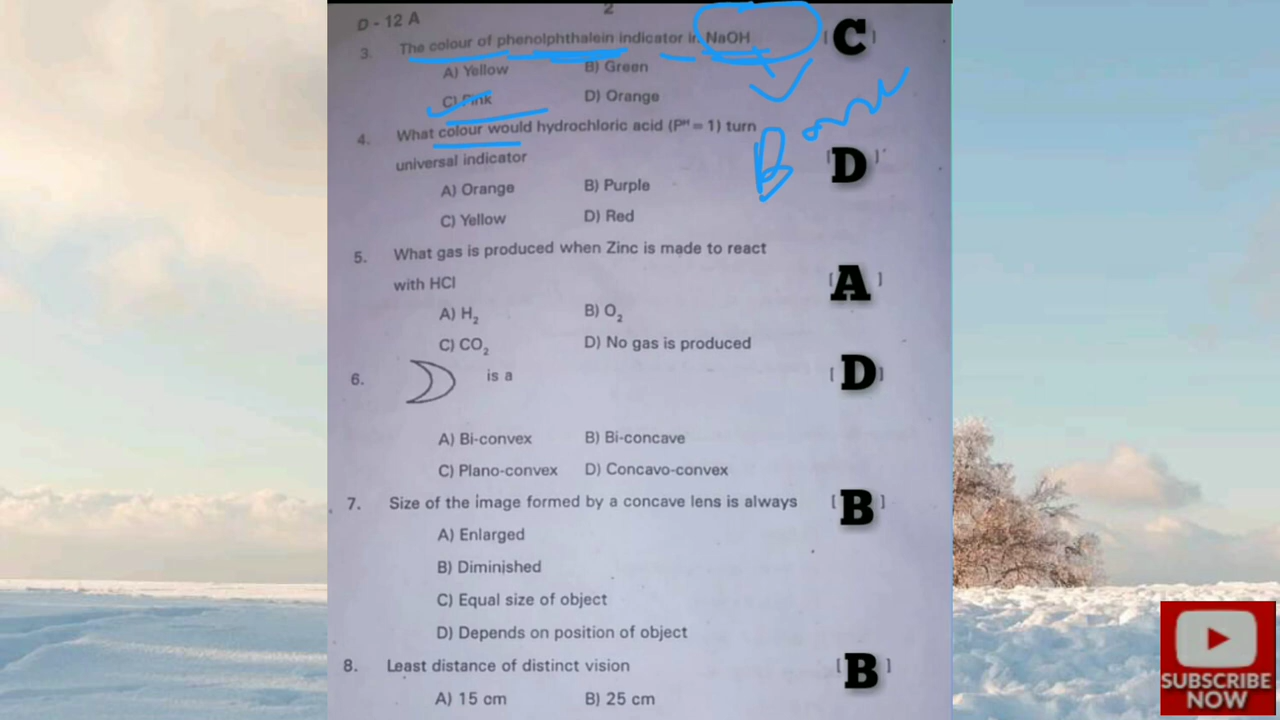 D - 12 A
2
3. The colour of phenolphthalein indicator in NaOH [C]
A) Yellow B) Green
C) Pink D) Orange
4. What colour would hydrochloric acid (Pᴴ = 1) turn
universal indicator [D]
A) Orange B) Purple
C) Yellow D) Red
5. What gas is produced when Zinc is made to react
with HCl [A]
A) H₂ B) O₂
C) CO₂ D) No gas is produced
6. is a [D]
A) Bi-convex B) Bi-concave
C) Plano-convex D) Concavo-convex
7. Size of the image formed by a concave lens is always [B]
A) Enlarged
B) Diminished
C) Equal size of object
D) Depends on position of object
8. Least distance of distinct vision [B]
A) 15 cm B) 25 cm
SUBSCRIBE
NOW